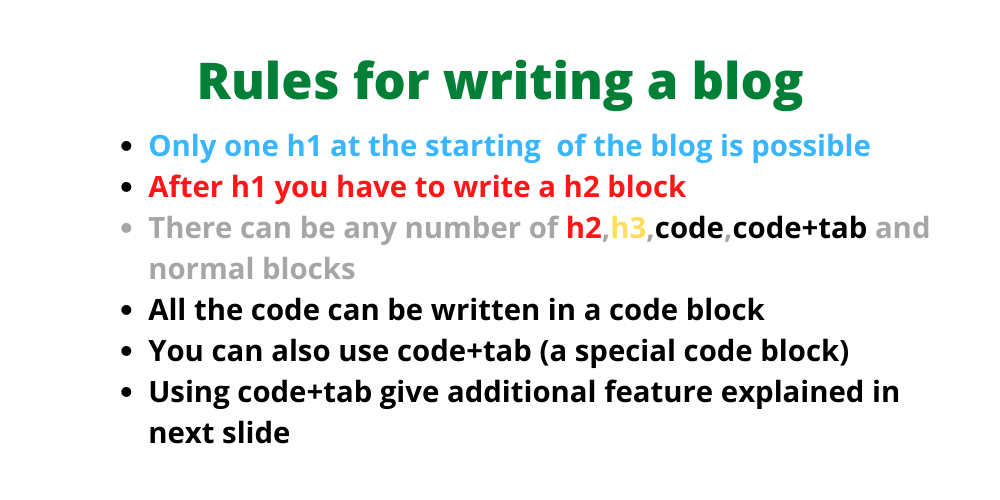 Rules for writing a blog
Only one h1 at the starting  of the blog is possible
After h1 you have to write a h2 block
There can be any number of h2,h3,code,code+tab and
normal blocks
All the code can be written in a code block
You can also use code+tab (a special code block)
Using code+tab give additional feature explained in
next slide